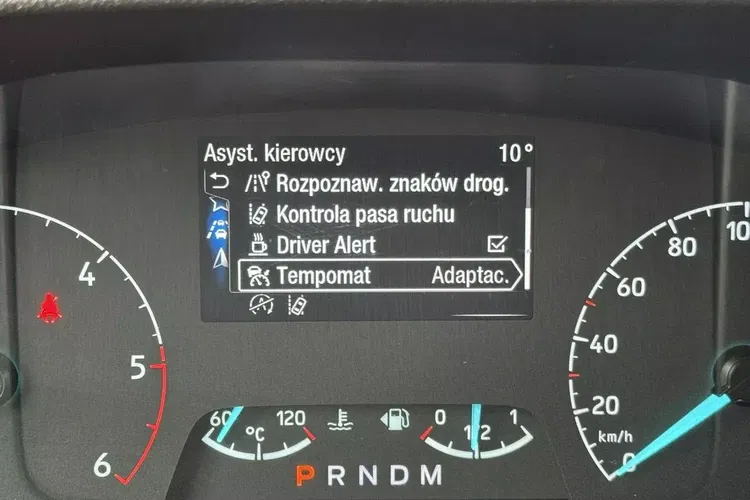 Asyst. kierowcy 10°
Rozpoznaw. znaków drog.
Kontrola pasa ruchu
Driver Alert
Tempomat Adaptac.
4
5
6
60 120
°C
0 1/2 1
P R N D M
10
80
60
40
20
km/h
0